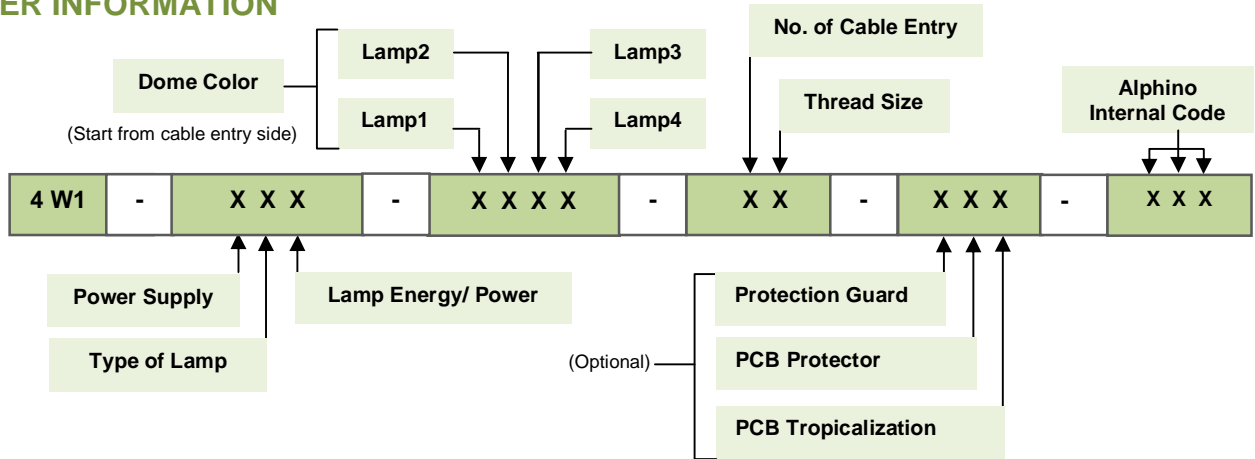 ER INFORMATION
No. of Cable Entry
Lamp2
Lamp3
Dome Color
Alphino
Internal Code
Thread Size
Lamp1
Lamp4
(Start from cable entry side)
4 W1 - X X X - X X X X - X X - X X X - X X X
Power Supply
Lamp Energy/ Power
Protection Guard
Type of Lamp
(Optional)
PCB Protector
PCB Tropicalization